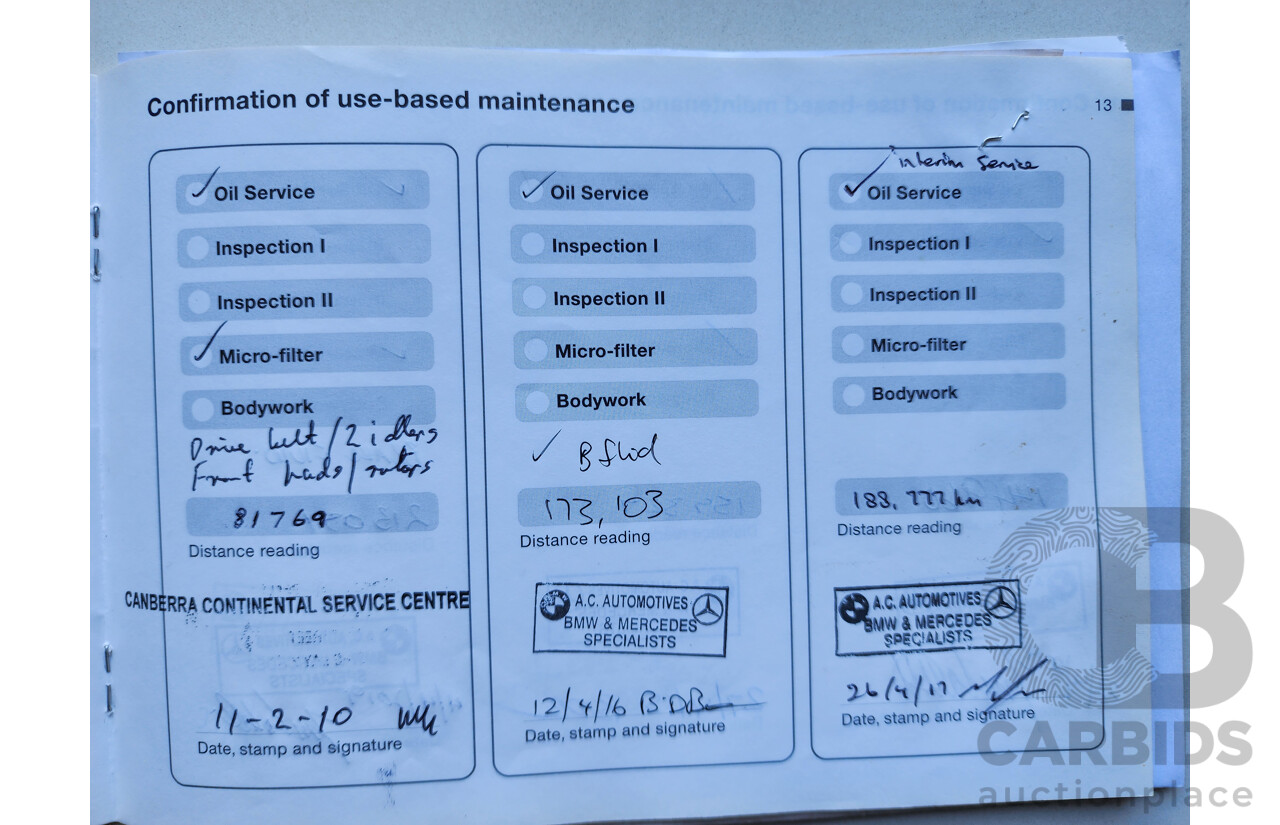 Confirmation of use-based maintenance
13
Oil Service
Inspection I
Inspection II
Micro-filter
Bodywork
Drive belt / 2 idlers
Front pads / rotors
81769
Distance reading
CANBERRA CONTINENTAL SERVICE CENTRE
11-2-10
Date, stamp and signature
Oil Service
Inspection I
Inspection II
Micro-filter
Bodywork
B fluid
173,103
Distance reading
A.C. AUTOMOTIVES
BMW & MERCEDES
SPECIALISTS
12/4/16
Date, stamp and signature
interim Service
Oil Service
Inspection I
Inspection II
Micro-filter
Bodywork
188,777 km
Distance reading
A.C. AUTOMOTIVES
BMW & MERCEDES
SPECIALISTS
26/4/17
Date, stamp and signature
CARBIDS
auctionplace